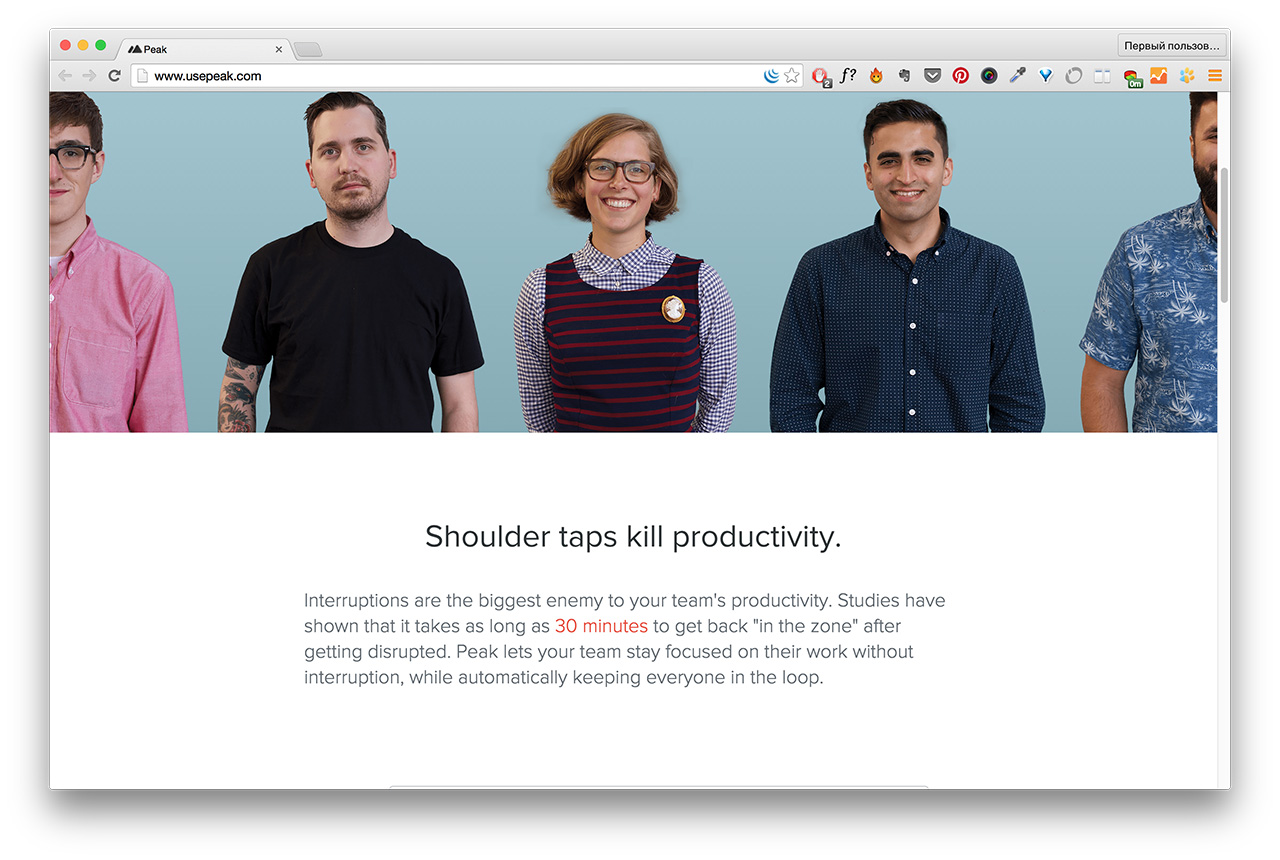 Peak
Первый пользов...
www.usepeak.com
2
f?
0m
Shoulder taps kill productivity.
Interruptions are the biggest enemy to your team's productivity. Studies have
shown that it takes as long as 30 minutes to get back "in the zone" after
getting disrupted. Peak lets your team stay focused on their work without
interruption, while automatically keeping everyone in the loop.